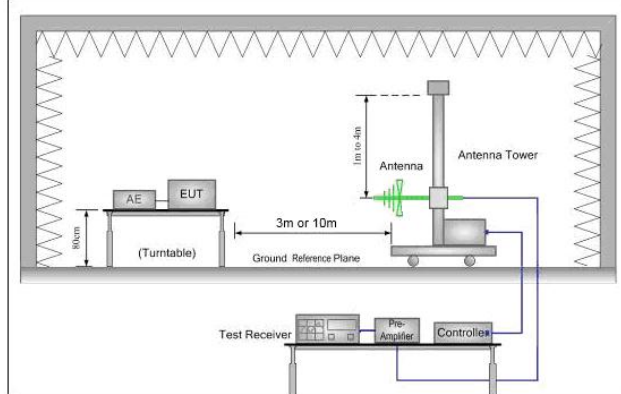 1m to 4m
Antenna
Antenna Tower
AE
EUT
80cm
(Turntable)
3m or 10m
Ground Reference Plane
Test Receiver
Pre-
Amplifier
Controller